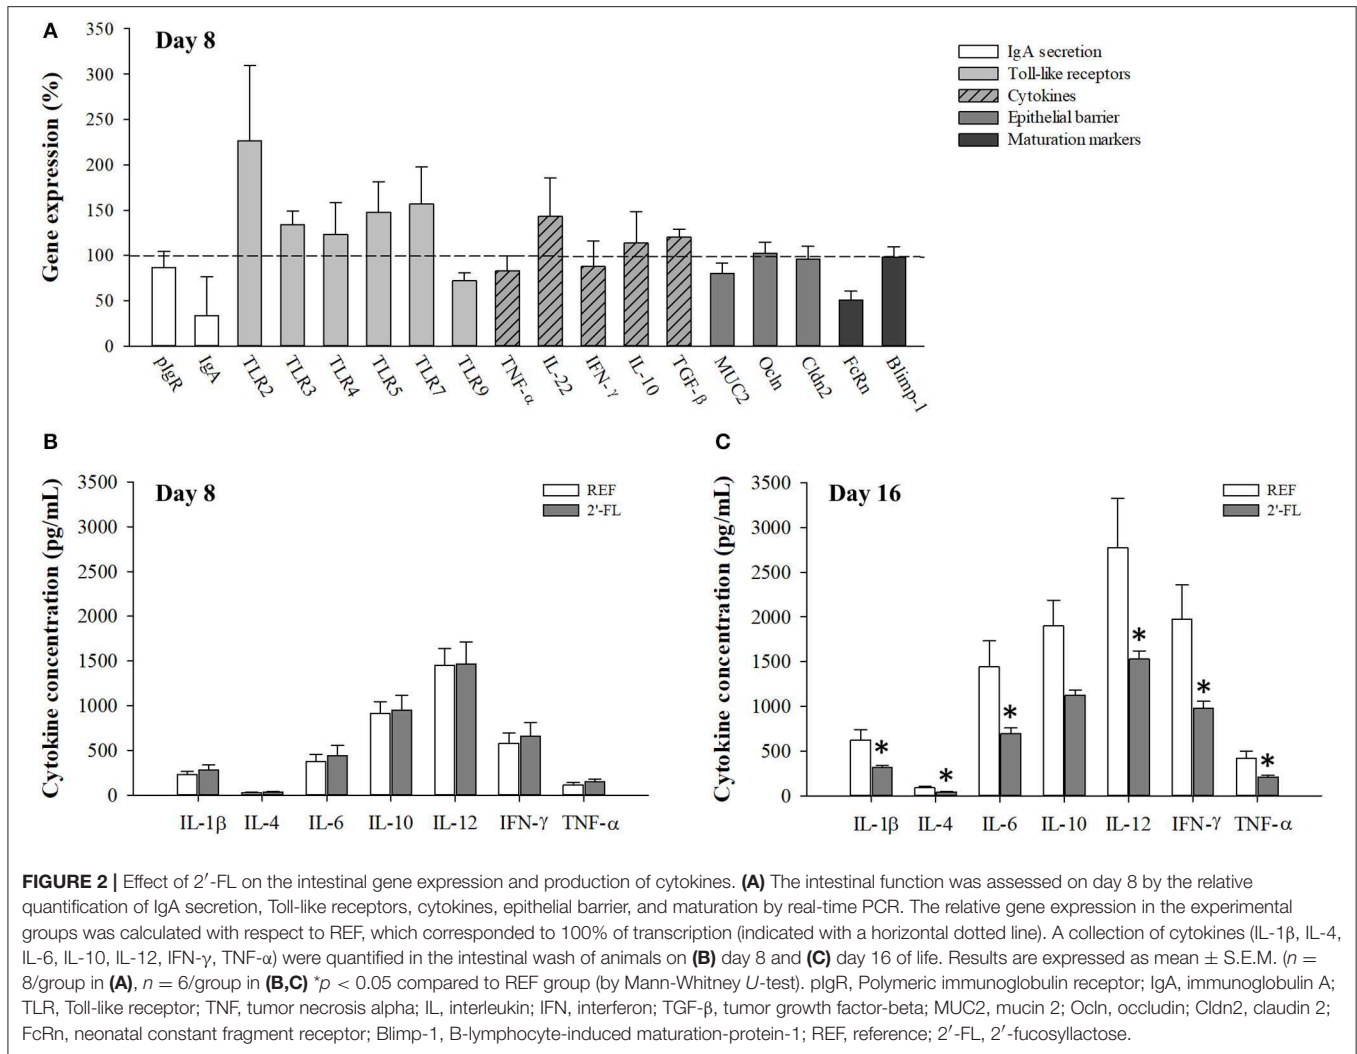 A
Day 8
Gene expression (%)
350
300
250
200
150
100
50
0
pIgR
IgA
TLR2
TLR3
TLR4
TLR5
TLR7
TLR9
TNF-α
IL-22
IFN-γ
IL-10
TGF-β
MUC2
Ocln
Cldn2
FcRn
Blimp-1
IgA secretion
Toll-like receptors
Cytokines
Epithelial barrier
Maturation markers
B
Day 8
Cytokine concentration (pg/mL)
3500
3000
2500
2000
1500
1000
500
0
REF
2'-FL
IL-1β IL-4 IL-6 IL-10 IL-12 IFN-γ TNF-α
C
Day 16
Cytokine concentration (pg/mL)
3500
3000
2500
2000
1500
1000
500
0
REF
2'-FL
* * * * * *
IL-1β IL-4 IL-6 IL-10 IL-12 IFN-γ TNF-α
FIGURE 2 | Effect of 2′-FL on the intestinal gene expression and production of cytokines. (A) The intestinal function was assessed on day 8 by the relative
quantification of IgA secretion, Toll-like receptors, cytokines, epithelial barrier, and maturation by real-time PCR. The relative gene expression in the experimental
groups was calculated with respect to REF, which corresponded to 100% of transcription (indicated with a horizontal dotted line). A collection of cytokines (IL-1β, IL-4,
IL-6, IL-10, IL-12, IFN-γ, TNF-α) were quantified in the intestinal wash of animals on (B) day 8 and (C) day 16 of life. Results are expressed as mean ± S.E.M. (n =
8/group in (A), n = 6/group in (B,C) *p < 0.05 compared to REF group (by Mann-Whitney U-test). pIgR, Polymeric immunoglobulin receptor; IgA, immunoglobulin A;
TLR, Toll-like receptor; TNF, tumor necrosis alpha; IL, interleukin; IFN, interferon; TGF-β, tumor growth factor-beta; MUC2, mucin 2; Ocln, occludin; Cldn2, claudin 2;
FcRn, neonatal constant fragment receptor; Blimp-1, B-lymphocyte-induced maturation-protein-1; REF, reference; 2′-FL, 2′-fucosyllactose.